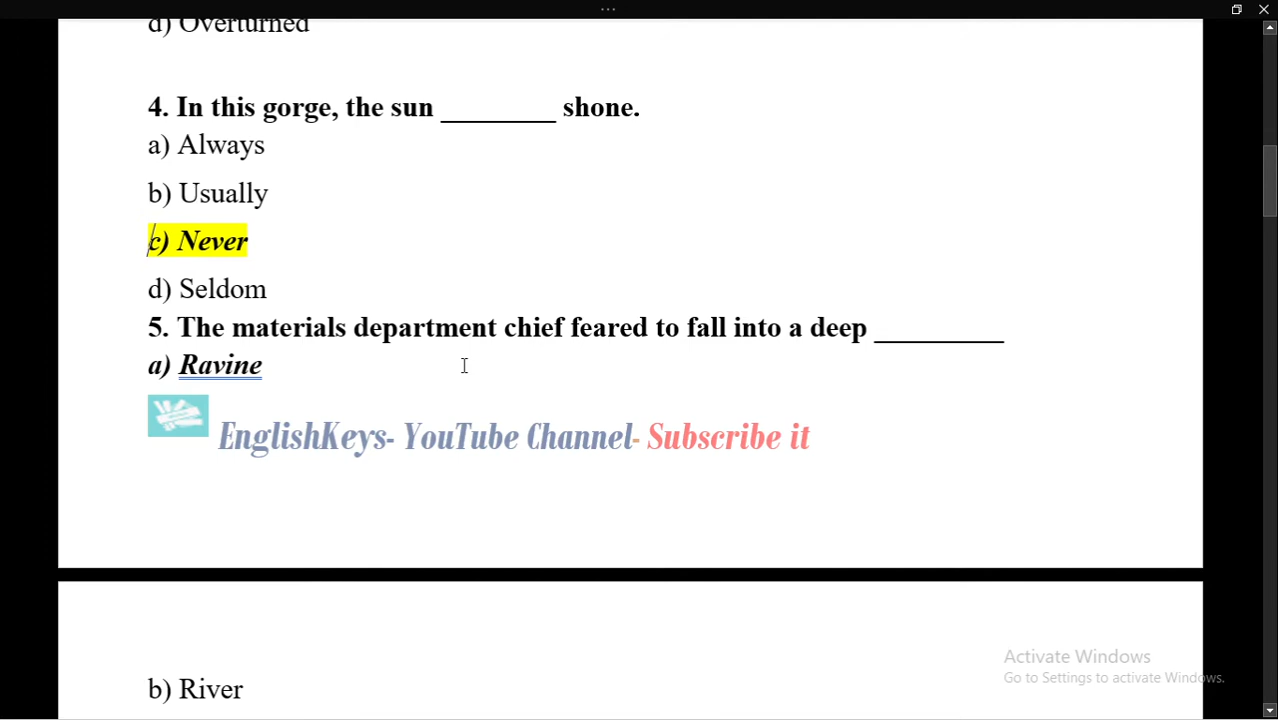 d) Overturned
4. In this gorge, the sun ________ shone.
a) Always
b) Usually
c) Never
d) Seldom
5. The materials department chief feared to fall into a deep _________
a) Ravine
EnglishKeys- YouTube Channel- Subscribe it
Activate Windows
Go to Settings to activate Windows.
b) River